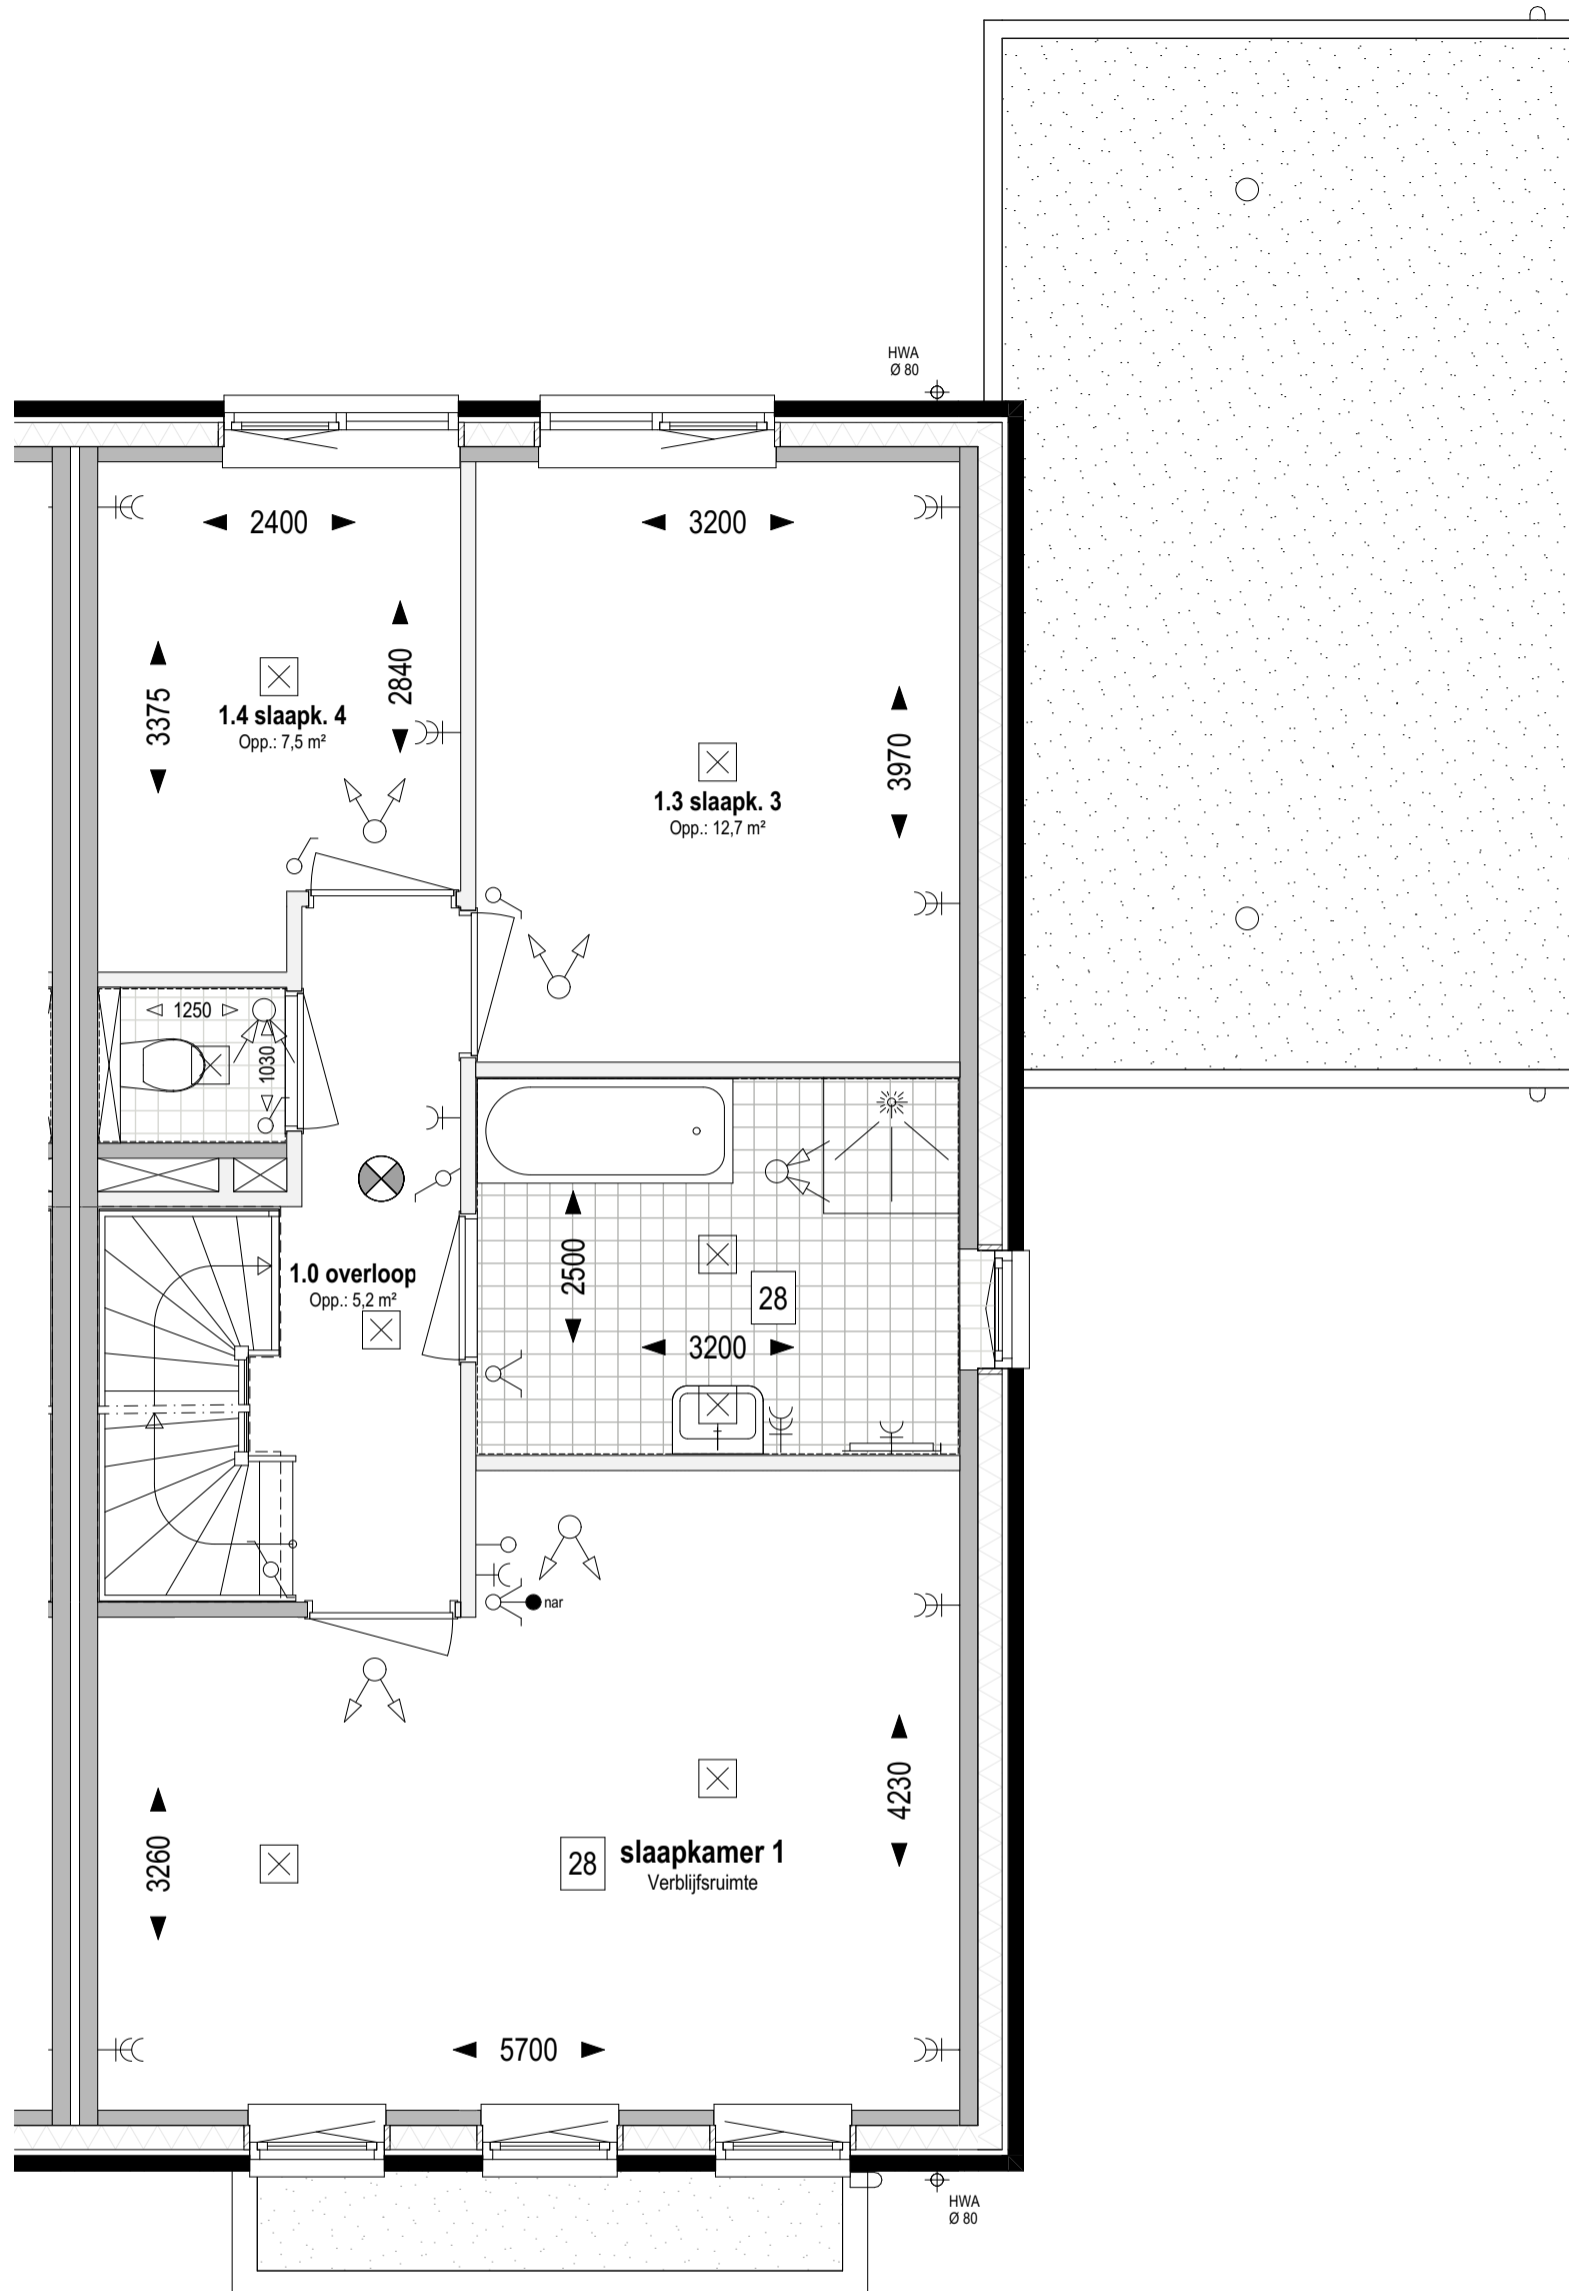 HWA
Ø 80
2400
3200
3375
2840
1.4 slaapk. 4
Opp.: 7,5 m²
3970
1.3 slaapk. 3
Opp.: 12,7 m²
1250
1030
2500
28
3200
1.0 overloop
Opp.: 5,2 m²
nar
3260
4230
28
slaapkamer 1
Verblijfsruimte
5700
HWA
Ø 80